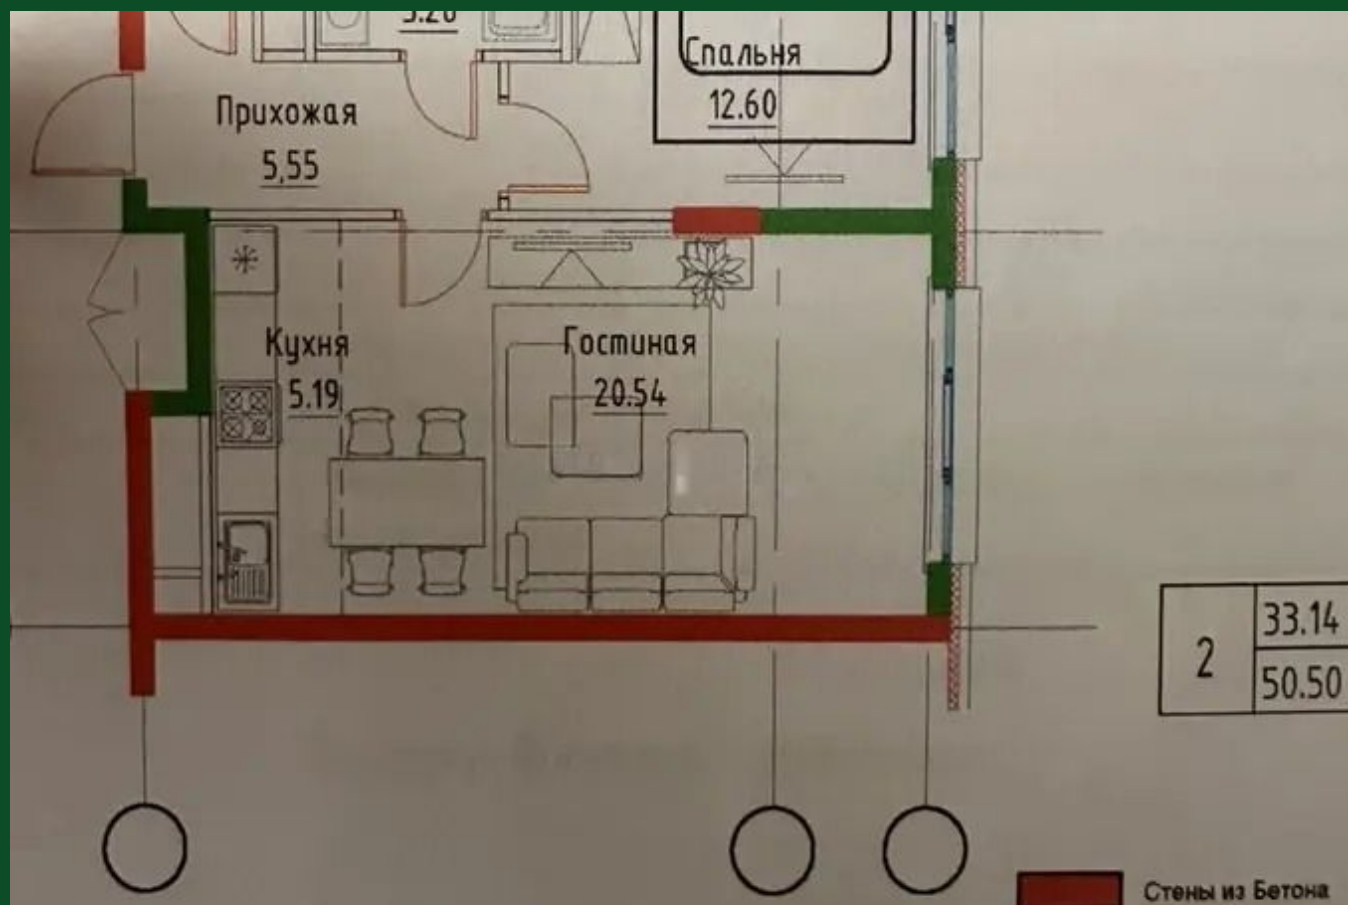 Спальня
12.60
Прихожая
5,55
Кухня
5.19
Гостиная
20.54
2
33.14
50.50
Стены из Бетона